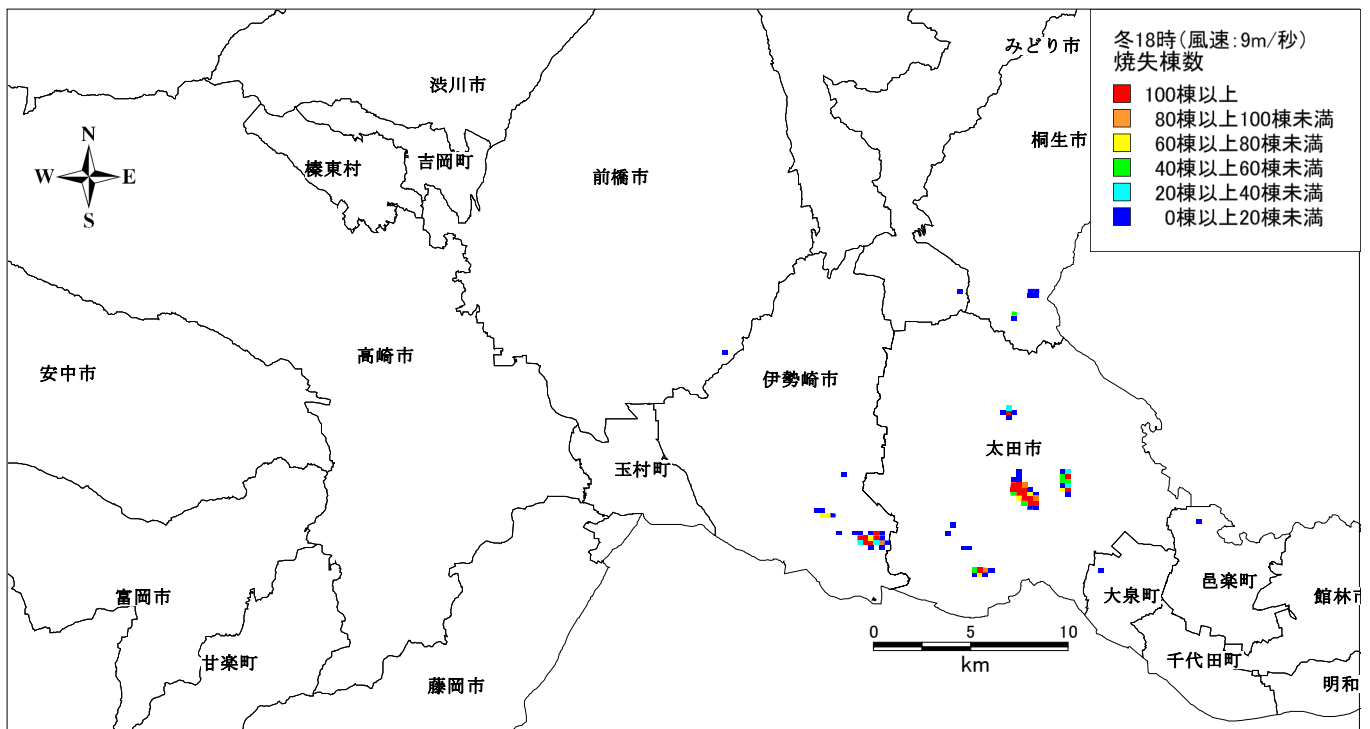 冬18時(風速:9m/秒)
焼失棟数
100棟以上
80棟以上100棟未満
60棟以上80棟未満
40棟以上60棟未満
20棟以上40棟未満
0棟以上20棟未満
みどり市
渋川市
N
W E
S
桐生市
吉岡町
榛東村
前橋市
高崎市
安中市
伊勢崎市
太田市
玉村町
邑楽町
富岡市
大泉町
館林市
0 5 10
km
甘楽町
千代田町
藤岡市
明和